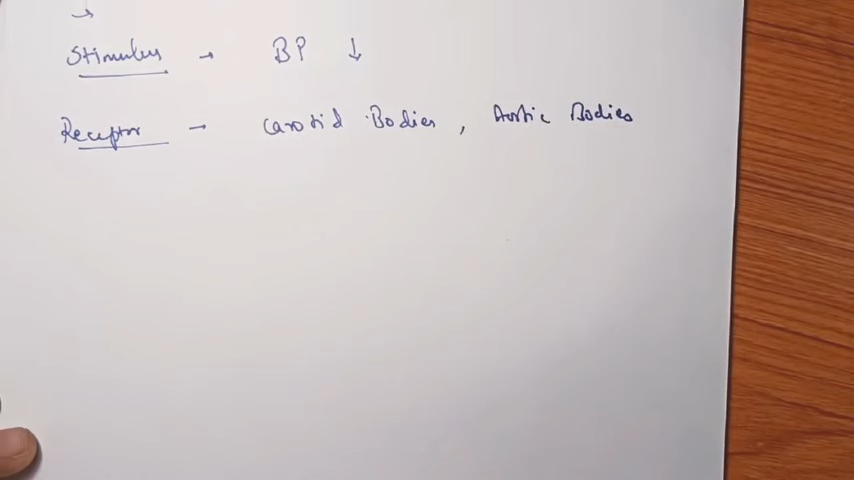 →
Stimulus → BP ↓
Receptor → Carotid Bodies, Aortic Bodies